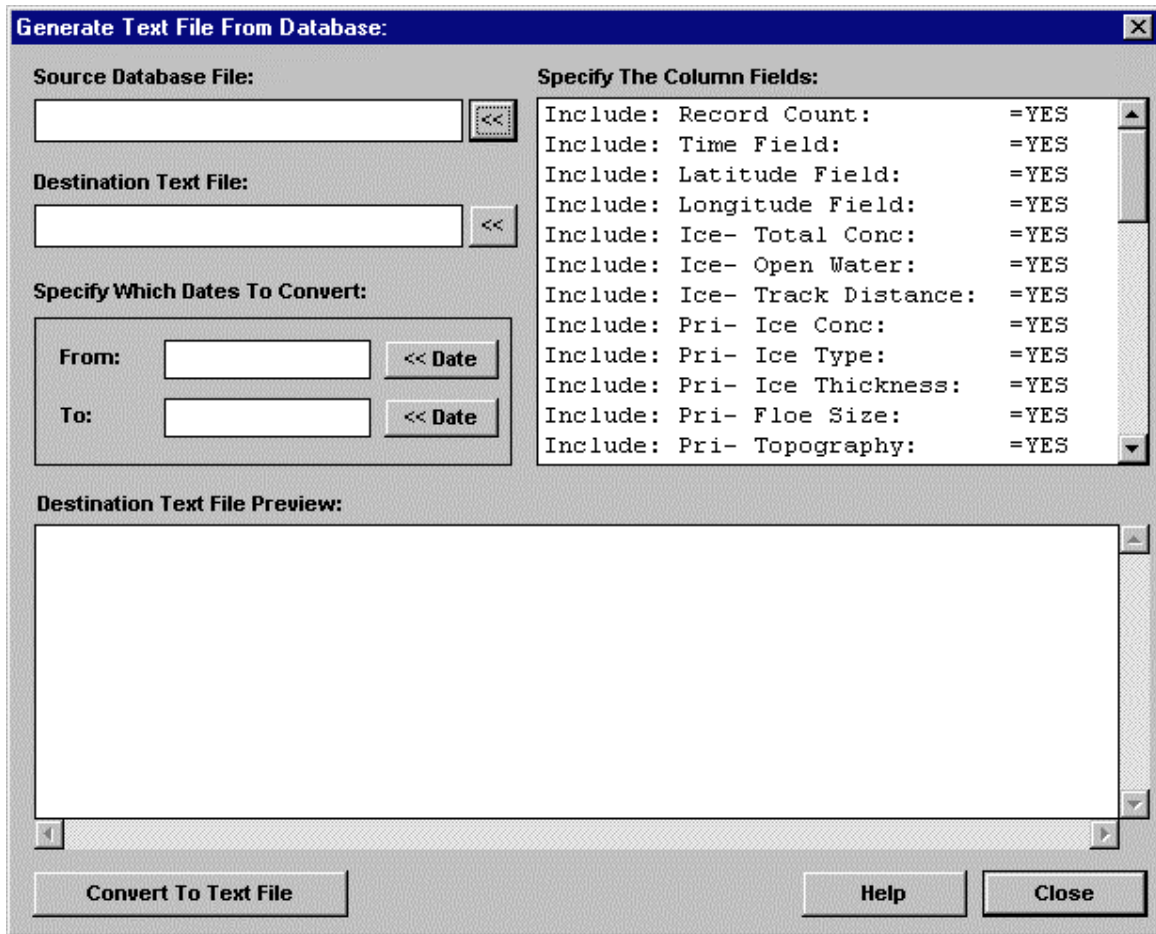 Generate Text File From Database:
Source Database File:
<<
Destination Text File:
<<
Specify Which Dates To Convert:
From:
<< Date
To:
<< Date
Specify The Column Fields:
Include: Record Count: =YES
Include: Time Field: =YES
Include: Latitude Field: =YES
Include: Longitude Field: =YES
Include: Ice- Total Conc: =YES
Include: Ice- Open Water: =YES
Include: Ice- Track Distance: =YES
Include: Pri- Ice Conc: =YES
Include: Pri- Ice Type: =YES
Include: Pri- Ice Thickness: =YES
Include: Pri- Floe Size: =YES
Include: Pri- Topography: =YES
Destination Text File Preview:
Convert To Text File
Help
Close